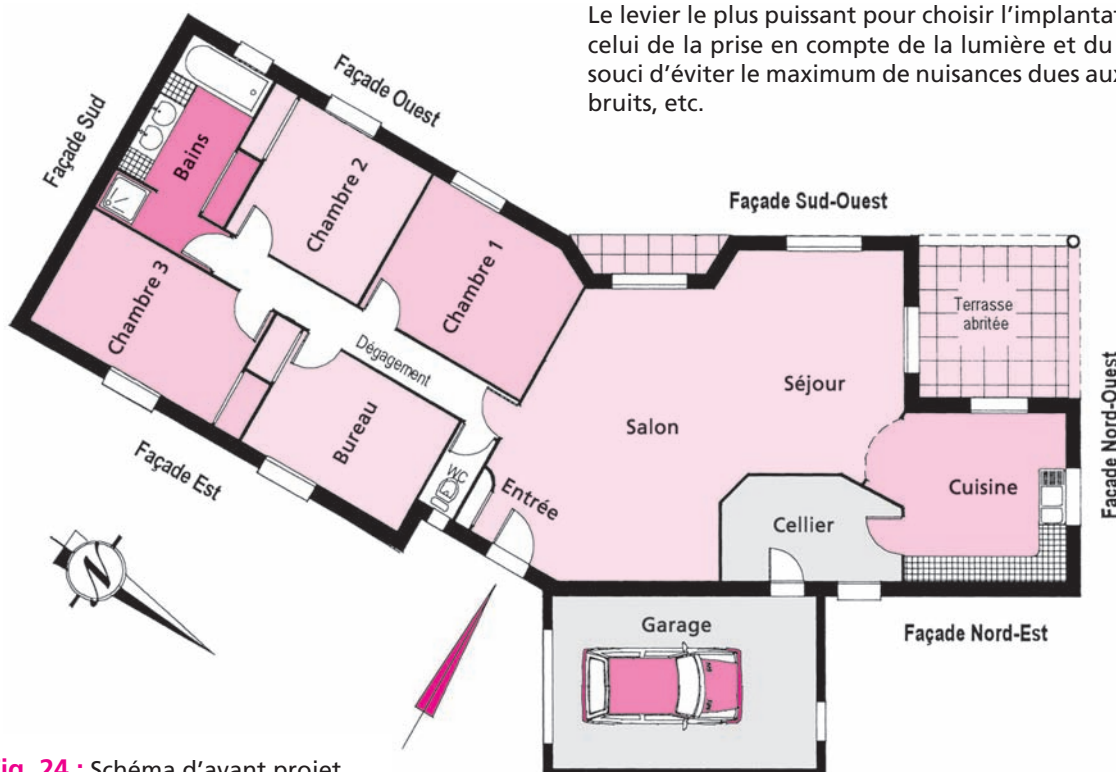 Le levier le plus puissant pour choisir l’implanta
celui de la prise en compte de la lumière et du
souci d’éviter le maximum de nuisances dues aux
bruits, etc.
Façade Ouest
Façade Sud
Bains
Chambre 2
Façade Sud-Ouest
Chambre 1
Chambre 3
Terrasse
abritée
Dégagement
Façade Nord-Ouest
Séjour
Salon
Bureau
Façade Est
WC
Entrée
Cuisine
Cellier
N
Garage
Façade Nord-Est
ig. 24 : Schéma d’avant projet